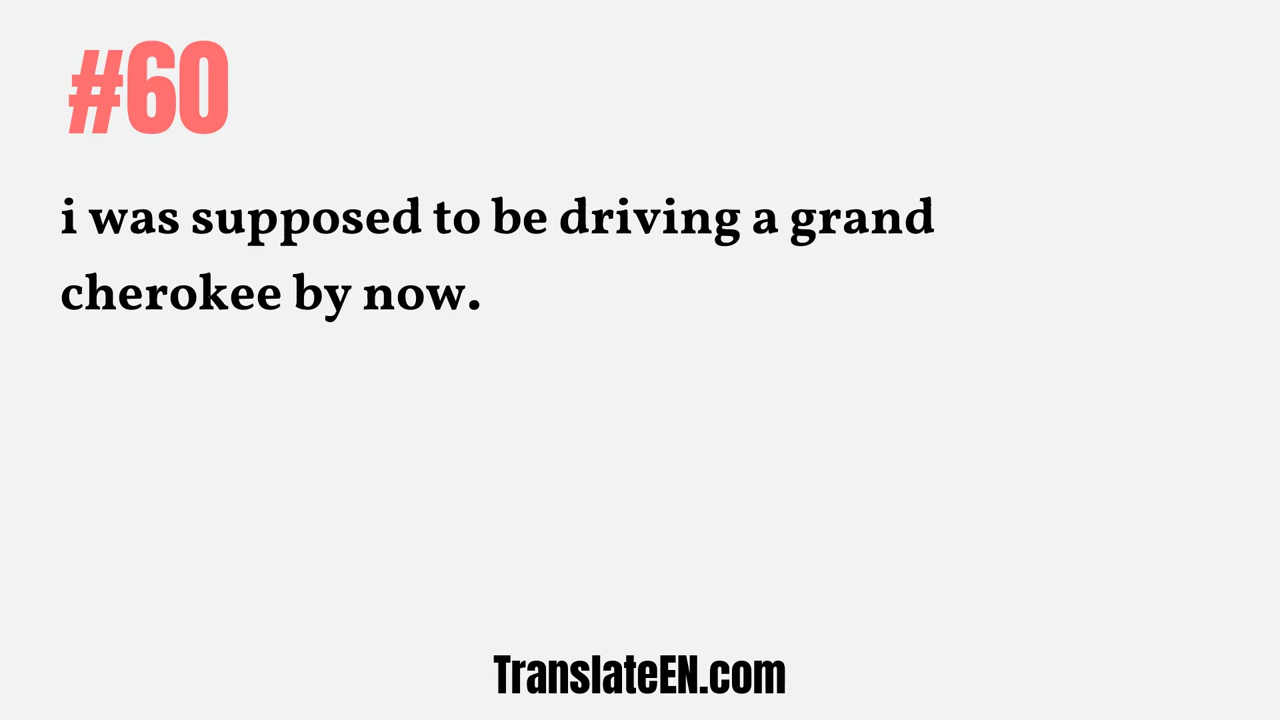 #60
i was supposed to be driving a grand
cherokee by now.
TranslateEN.com